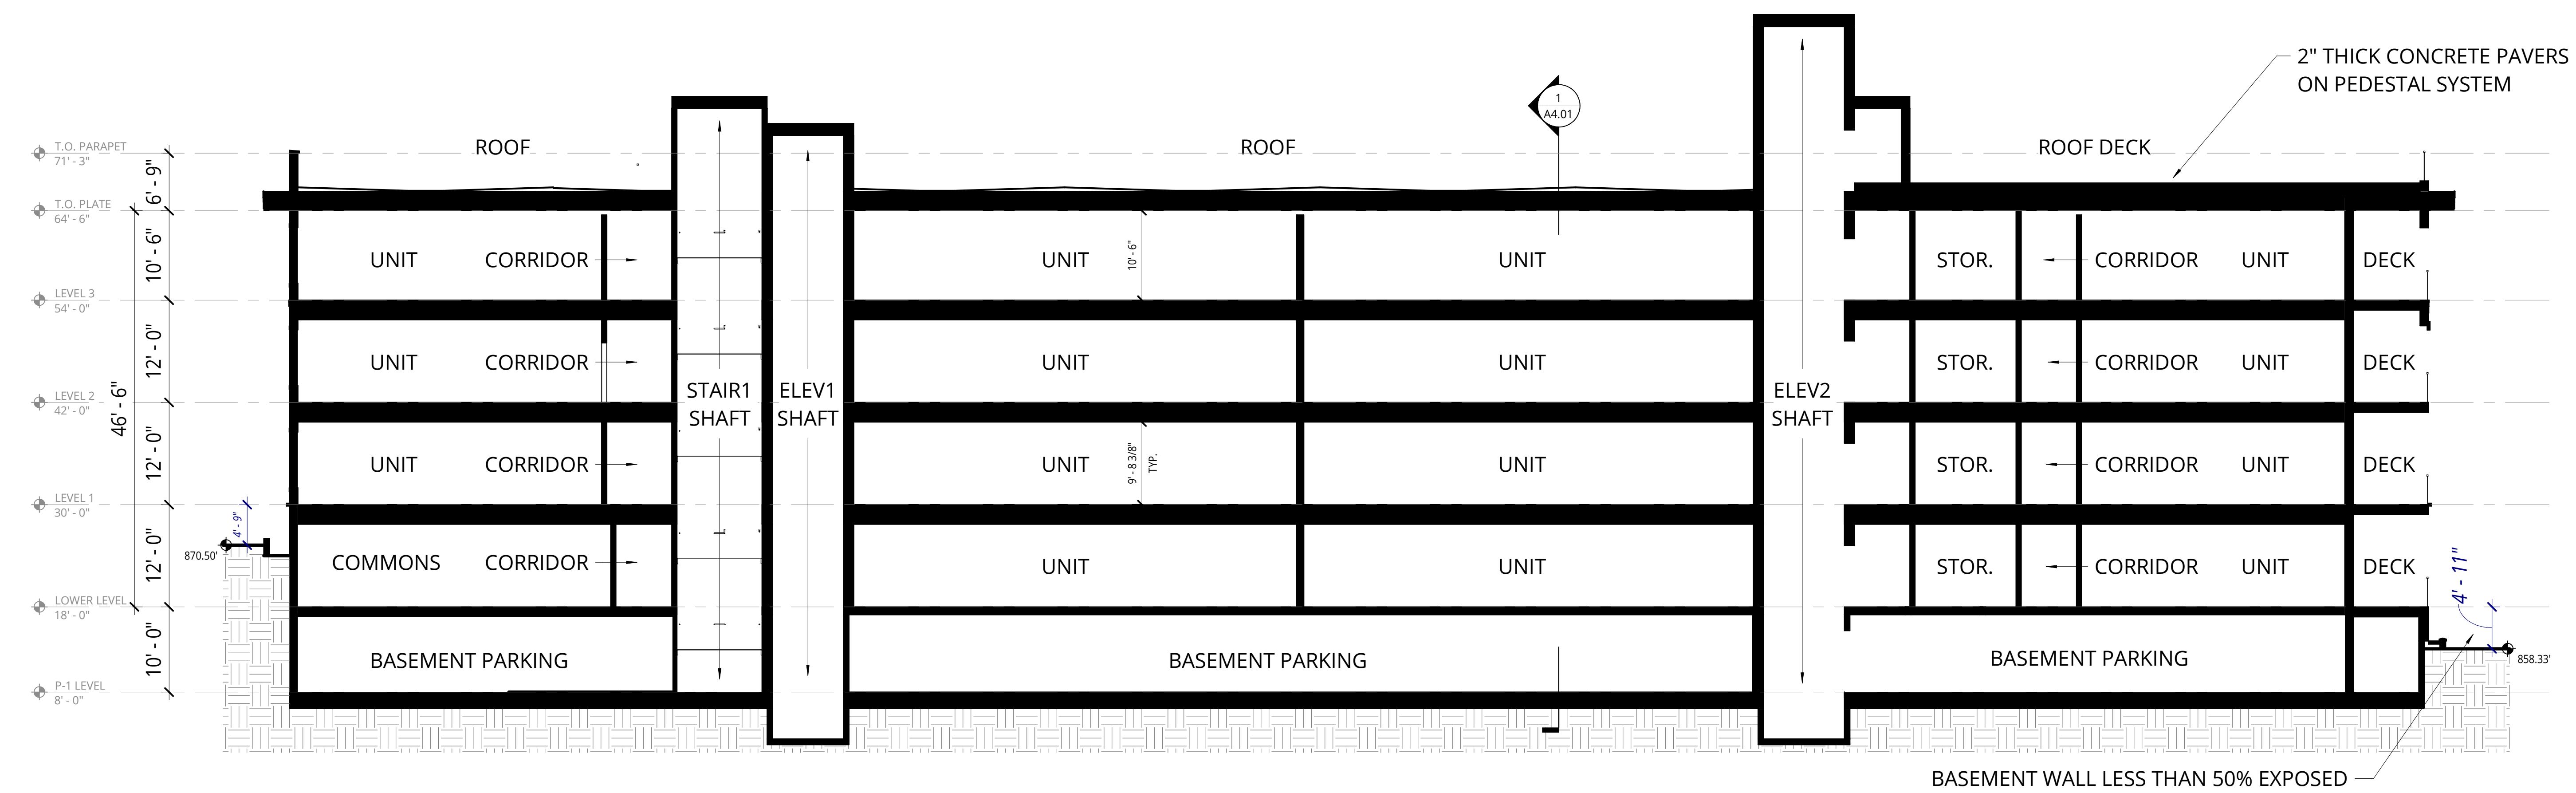 2" THICK CONCRETE PAVERS
ON PEDESTAL SYSTEM
1
A4.01
ROOF
ROOF
ROOF DECK
T.O. PARAPET
71' - 3"
6' - 9"
T.O. PLATE
64' - 6"
10' - 6"
UNIT
CORRIDOR
UNIT
10' - 6"
UNIT
STOR.
CORRIDOR
UNIT
DECK
LEVEL 3
54' - 0"
12' - 0"
UNIT
CORRIDOR
UNIT
UNIT
STOR.
CORRIDOR
UNIT
DECK
46' - 6"
STAIR1
SHAFT
ELEV1
SHAFT
ELEV2
SHAFT
LEVEL 2
42' - 0"
12' - 0"
UNIT
CORRIDOR
UNIT
9' - 8 3/8"
TYP.
UNIT
STOR.
CORRIDOR
UNIT
DECK
LEVEL 1
30' - 0"
4' - 9"
870.50'
12' - 0"
COMMONS
CORRIDOR
UNIT
UNIT
STOR.
CORRIDOR
UNIT
DECK
4' - 11"
LOWER LEVEL
18' - 0"
10' - 0"
BASEMENT PARKING
BASEMENT PARKING
BASEMENT PARKING
858.33'
P-1 LEVEL
8' - 0"
BASEMENT WALL LESS THAN 50% EXPOSED